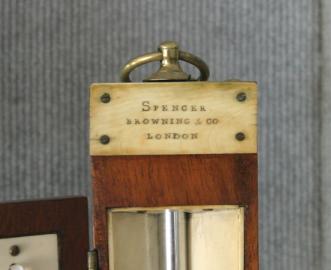 SPENCER
BROWNING & CO
LONDON